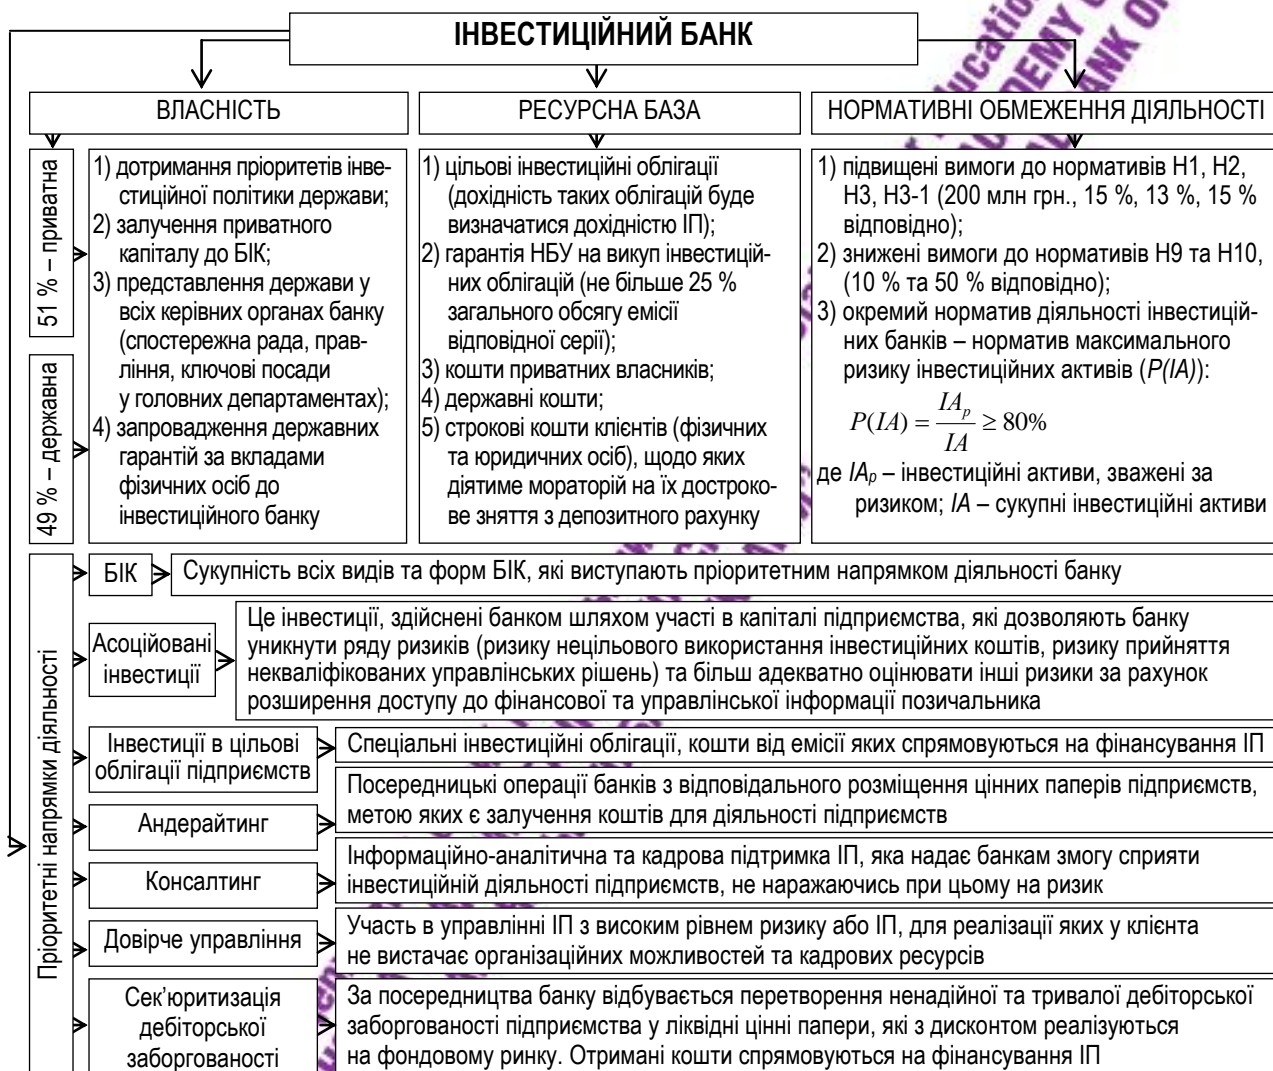 ІНВЕСТИЦІЙНИЙ БАНК
ВЛАСНІСТЬ
51 % – приватна
49 % – державна
1) дотримання пріоритетів інве-
стиційної політики держави;
2) залучення приватного
капіталу до БІК;
3) представлення держави у
всіх керівних органах банку
(спостережна рада, прав-
ління, ключові посади
у головних департаментах);
4) запровадження державних
гарантій за вкладами
фізичних осіб до
інвестиційного банку
РЕСУРСНА БАЗА
1) цільові інвестиційні облігації
(дохідність таких облігацій буде
визначатися дохідністю ІП);
2) гарантія НБУ на викуп інвестицій-
них облігацій (не більше 25 %
загального обсягу емісії
відповідної серії);
3) кошти приватних власників;
4) державні кошти;
5) строкові кошти клієнтів (фізичних
та юридичних осіб), щодо яких
діятиме мораторій на їх достроко-
ве зняття з депозитного рахунку
НОРМАТИВНІ ОБМЕЖЕННЯ ДІЯЛЬНОСТІ
1) підвищені вимоги до нормативів Н1, Н2,
Н3, Н3-1 (200 млн грн., 15 %, 13 %, 15 %
відповідно);
2) знижені вимоги до нормативів Н9 та Н10,
(10 % та 50 % відповідно);
3) окремий норматив діяльності інвестицій-
них банків – норматив максимального
ризику інвестиційних активів (P(IA)):
P(IA) = IAp / IA ≥ 80%
де IAp – інвестиційні активи, зважені за
ризиком; IA – сукупні інвестиційні активи
Пріоритетні напрямки діяльності
БІК
Сукупність всіх видів та форм БІК, які виступають пріоритетним напрямком діяльності банку
Асоційовані
інвестиції
Це інвестиції, здійснені банком шляхом участі в капіталі підприємства, які дозволяють банку
уникнути ряду ризиків (ризику нецільового використання інвестиційних коштів, ризику прийняття
некваліфікованих управлінських рішень) та більш адекватно оцінювати інші ризики за рахунок
розширення доступу до фінансової та управлінської інформації позичальника
Інвестиції в цільові
облігації підприємств
Спеціальні інвестиційні облігації, кошти від емісії яких спрямовуються на фінансування ІП
Андерайтинг
Посередницькі операції банків з відповідального розміщення цінних паперів підприємств,
метою яких є залучення коштів для діяльності підприємств
Консалтинг
Інформаційно-аналітична та кадрова підтримка ІП, яка надає банкам змогу сприяти
інвестиційній діяльності підприємств, не наражаючись при цьому на ризик
Довірче управління
Участь в управлінні ІП з високим рівнем ризику або ІП, для реалізації яких у клієнта
не вистачає організаційних можливостей та кадрових ресурсів
Сек’юритизація
дебіторської
заборгованості
За посередництва банку відбувається перетворення ненадійної та тривалої дебіторської
заборгованості підприємства у ліквідні цінні папери, які з дисконтом реалізуються
на фондовому ринку. Отримані кошти спрямовуються на фінансування ІП